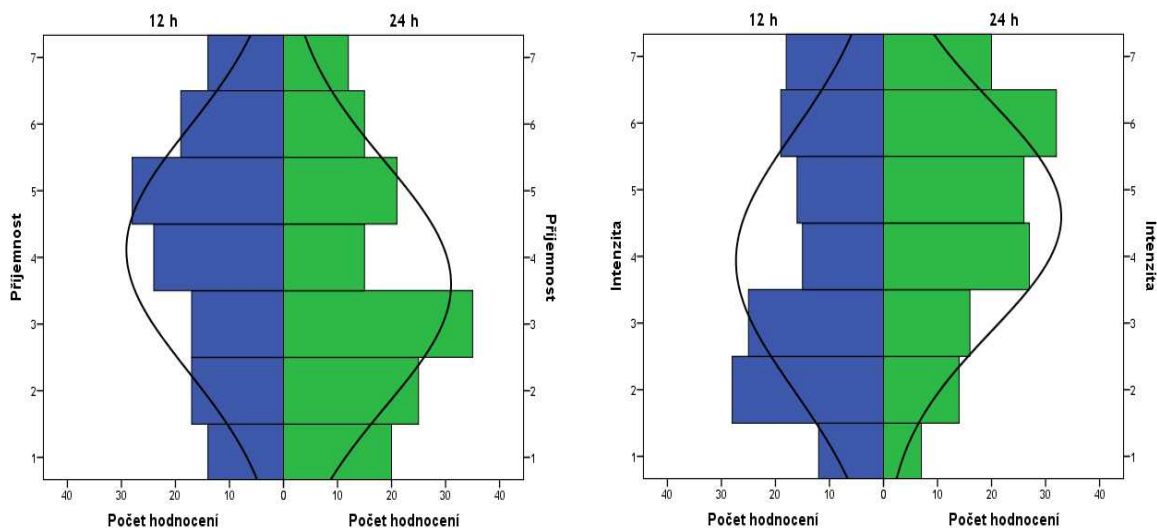 12 h 24 h
Příjemnost
7 7
6 6
5 5
4 4
3 3
2 2
1 1
Příjemnost
40 30 20 10 0 10 20 30 40
Počet hodnocení Počet hodnocení
12 h 24 h
Intenzita
7 7
6 6
5 5
4 4
3 3
2 2
1 1
Intenzita
40 30 20 10 0 10 20 30 40
Počet hodnocení Počet hodnocení